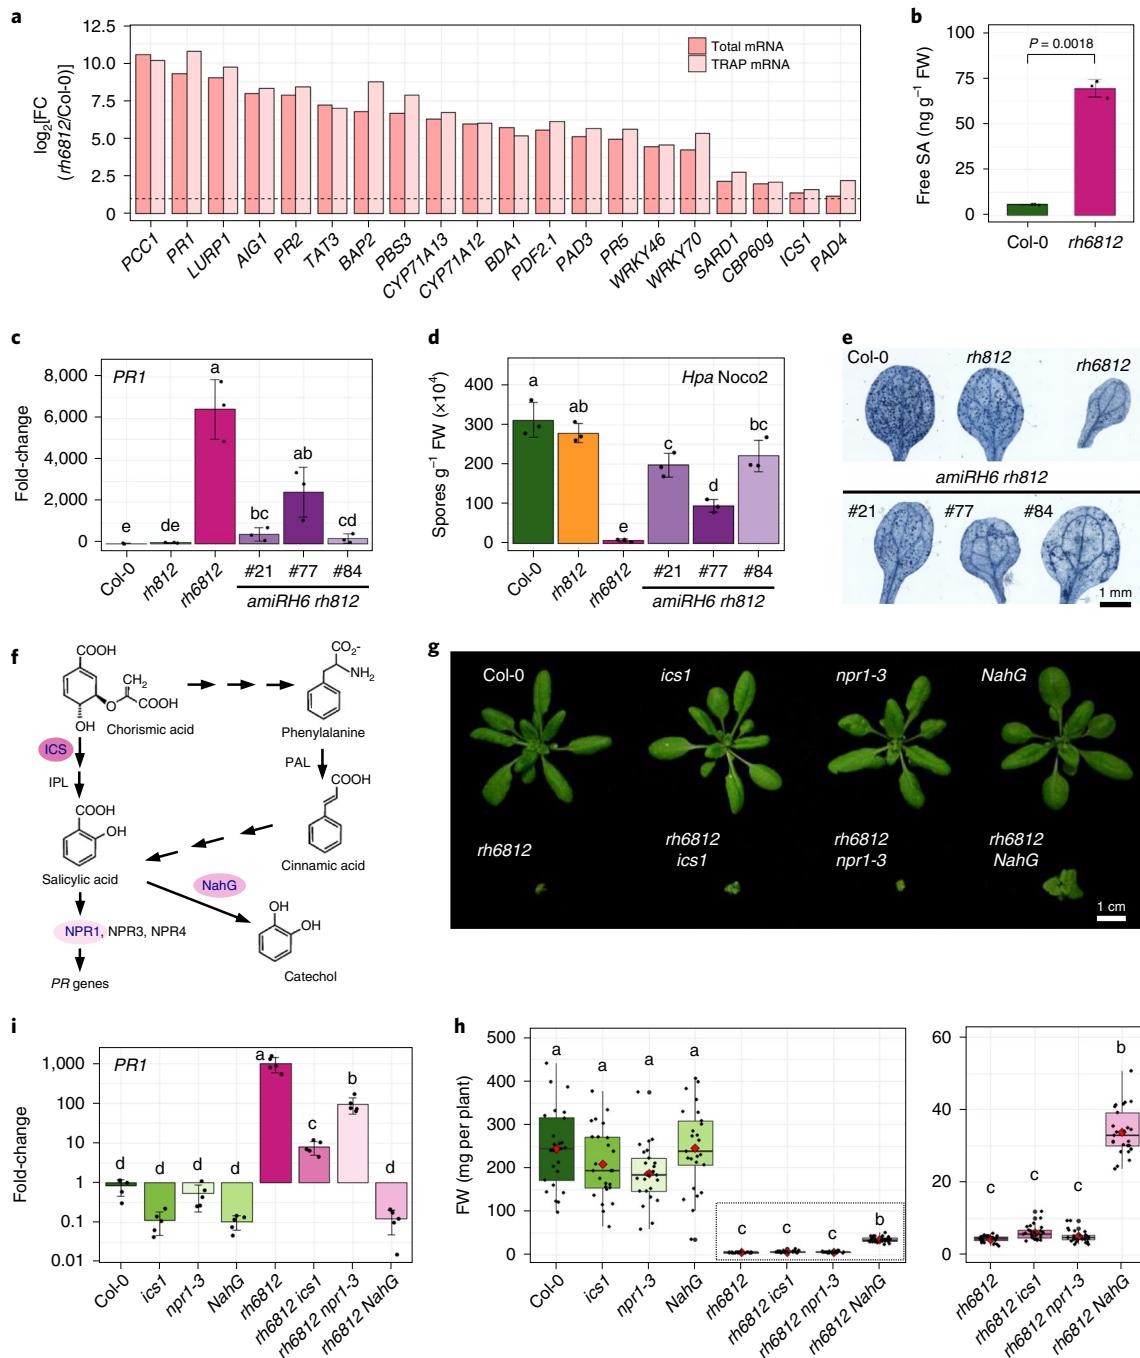 a
12.5
10.0
7.5
5.0
2.5
0
log2[FC
(rh6812/Col-0)]
Total mRNA
TRAP mRNA
PCC1
PR1
LURP1
AIG1
PR2
TAT3
BAP2
PBS3
CYP71A13
CYP71A12
BDA1
PDF2.1
PAD3
PR5
WRKY46
WRKY70
SARD1
CBP60g
ICS1
PAD4
b
100
75
50
25
0
Free SA (ng g−1 FW)
P = 0.0018
Col-0 rh6812
c
8,000
6,000
4,000
2,000
0
Fold-change
PR1
e de a bc ab cd
Col-0 rh812 rh6812 #21 #77 #84
amiRH6 rh812
d
400
300
200
100
0
Spores g−1 FW (×10⁴)
Hpa Noco2
a ab e c d bc
Col-0 rh812 rh6812 #21 #77 #84
amiRH6 rh812
e
Col-0 rh812 rh6812
amiRH6 rh812
#21 #77 #84
1 mm
f
COOH
CH2
O COOH
OH
Chorismic acid
CO2-
NH2
Phenylalanine
ICS
IPL
PAL
COOH
OH
Salicylic acid
COOH
Cinnamic acid
NahG
NPR1, NPR3, NPR4
PR genes
OH
OH
Catechol
g
Col-0 ics1 npr1-3 NahG
rh6812
rh6812
ics1
rh6812
npr1-3
rh6812
NahG
1 cm
i
1,000
100
10
1
0.1
0.01
Fold-change
PR1
d d d d a c b d
Col-0
ics1
npr1-3
NahG
rh6812
rh6812 ics1
rh6812 npr1-3
rh6812 NahG
h
500
400
300
200
100
0
FW (mg per plant)
a a a a c c c b
Col-0
ics1
npr1-3
NahG
rh6812
rh6812 ics1
rh6812 npr1-3
rh6812 NahG
60
40
20
0
c c c b
rh6812
rh6812 ics1
rh6812 npr1-3
rh6812 NahG